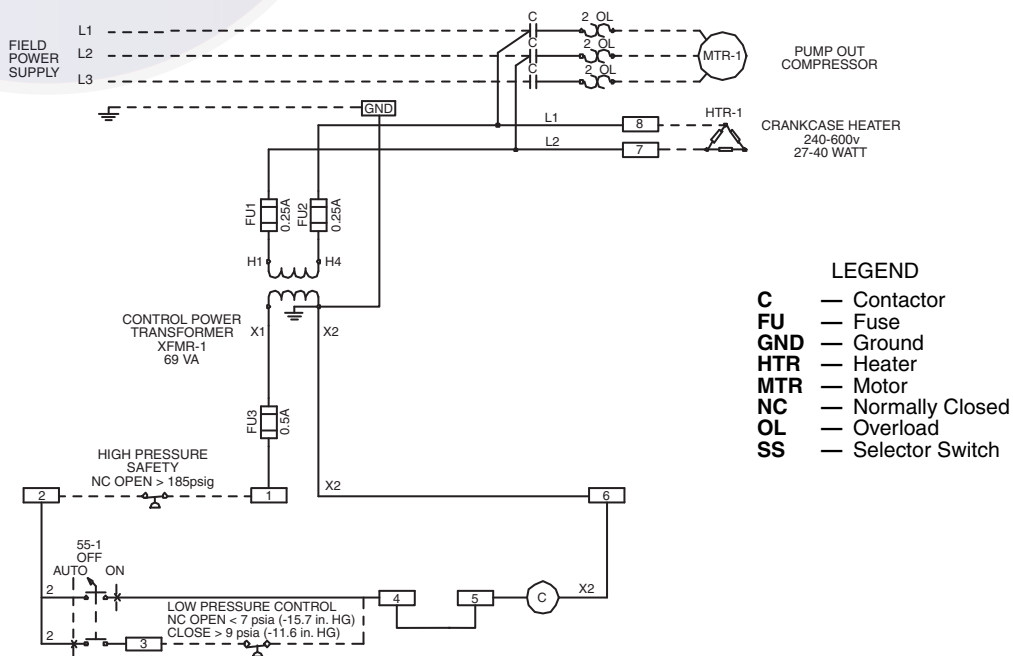 FIELD
POWER
SUPPLY
L1
L2
L3
C
2 OL
C
2 OL
C
2 OL
MTR-1
PUMP OUT
COMPRESSOR
GND
L1
8
HTR-1
L2
7
CRANKCASE HEATER
240-600v
27-40 WATT
FU1
0.25A
FU2
0.25A
H1
H4
CONTROL POWER
TRANSFORMER
XFMR-1
69 VA
X1
X2
FU3
0.5A
HIGH PRESSURE
SAFETY
NC OPEN > 185psig
2
1
X2
6
55-1
OFF
AUTO
ON
2
4
5
C
X2
LOW PRESSURE CONTROL
NC OPEN < 7 psia (-15.7 in. HG)
CLOSE > 9 psia (-11.6 in. HG)
2
3
LEGEND
C — Contactor
FU — Fuse
GND — Ground
HTR — Heater
MTR — Motor
NC — Normally Closed
OL — Overload
SS — Selector Switch